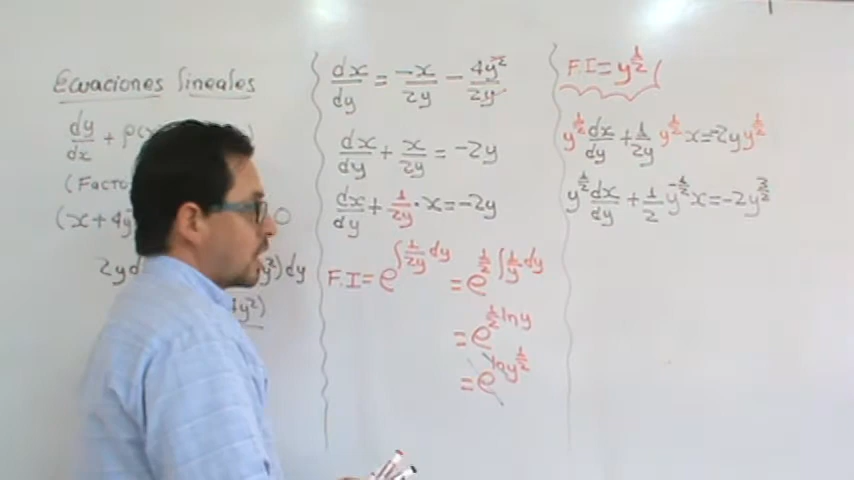 Ecuaciones lineales
dy/dx + p(x
(Facto
(x + 4y 0
2yd y²)dy
4y²)
dx/dy = -x/2y - 4y²/2y
dx/dy + x/2y = -2y
dx/dy + 1/2y · x = -2y
F.I = e^∫1/2y dy = e^1/2 ∫1/y dy
= e^1/2 ln y
= e^ln y^1/2
F.I = y^1/2 (
y^1/2 dx/dy + 1/2y y^1/2 x = -2y y^1/2
y^1/2 dx/dy + 1/2 y^-1/2 x = -2y^3/2